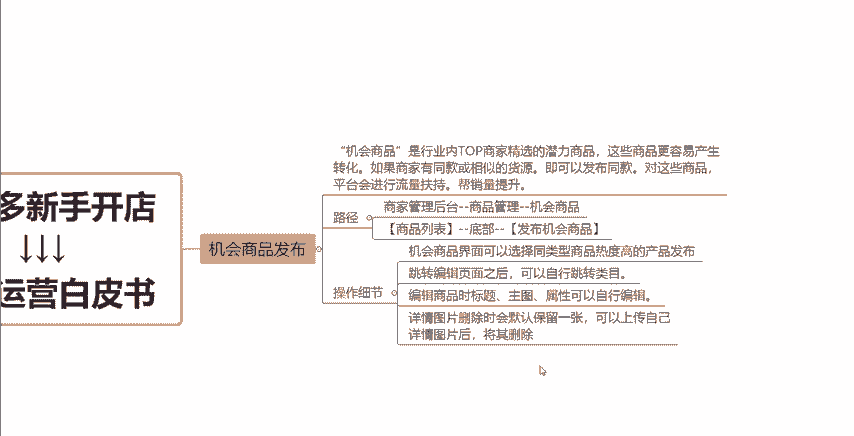 多新手开店
↓↓↓
运营白皮书
机会商品发布
“机会商品”是行业内TOP商家精选的潜力商品，这些商品更容易产生
转化。如果商家有同款或相似的货源。即可以发布同款。对这些商品，
平台会进行流量扶持。帮销量提升。
路径
商家管理后台--商品管理--机会商品
【商品列表】--底部--【发布机会商品】
操作细节
机会商品界面可以选择同类型商品热度高的产品发布
跳转编辑页面之后，可以自行跳转类目。
编辑商品时标题、主图、属性可以自行编辑。
详情图片删除时会默认保留一张，可以上传自己
详情图片后，将其删除